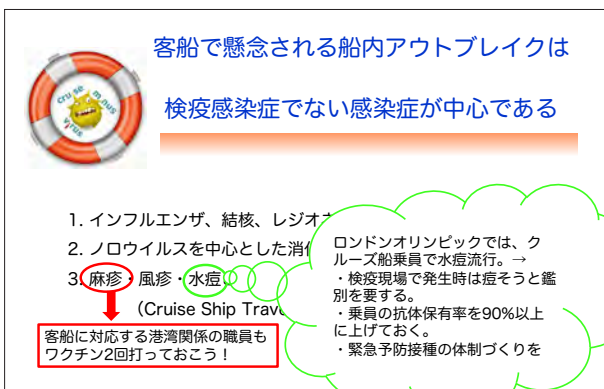 客船で懸念される船内アウトブレイクは
検疫感染症でない感染症が中心である
cruise minus virus
1. インフルエンザ、結核、レジオ
2. ノロウイルスを中心とした消
3. 麻疹・風疹・水痘
(Cruise Ship Trav
客船に対応する港湾関係の職員も
ワクチン2回打っておこう！
ロンドンオリンピックでは、ク
ルーズ船乗員で水痘流行。→
・検疫現場で発生時は痘そうと鑑
別を要する。
・乗員の抗体保有率を90%以上
に上げておく。
・緊急予防接種の体制づくりを